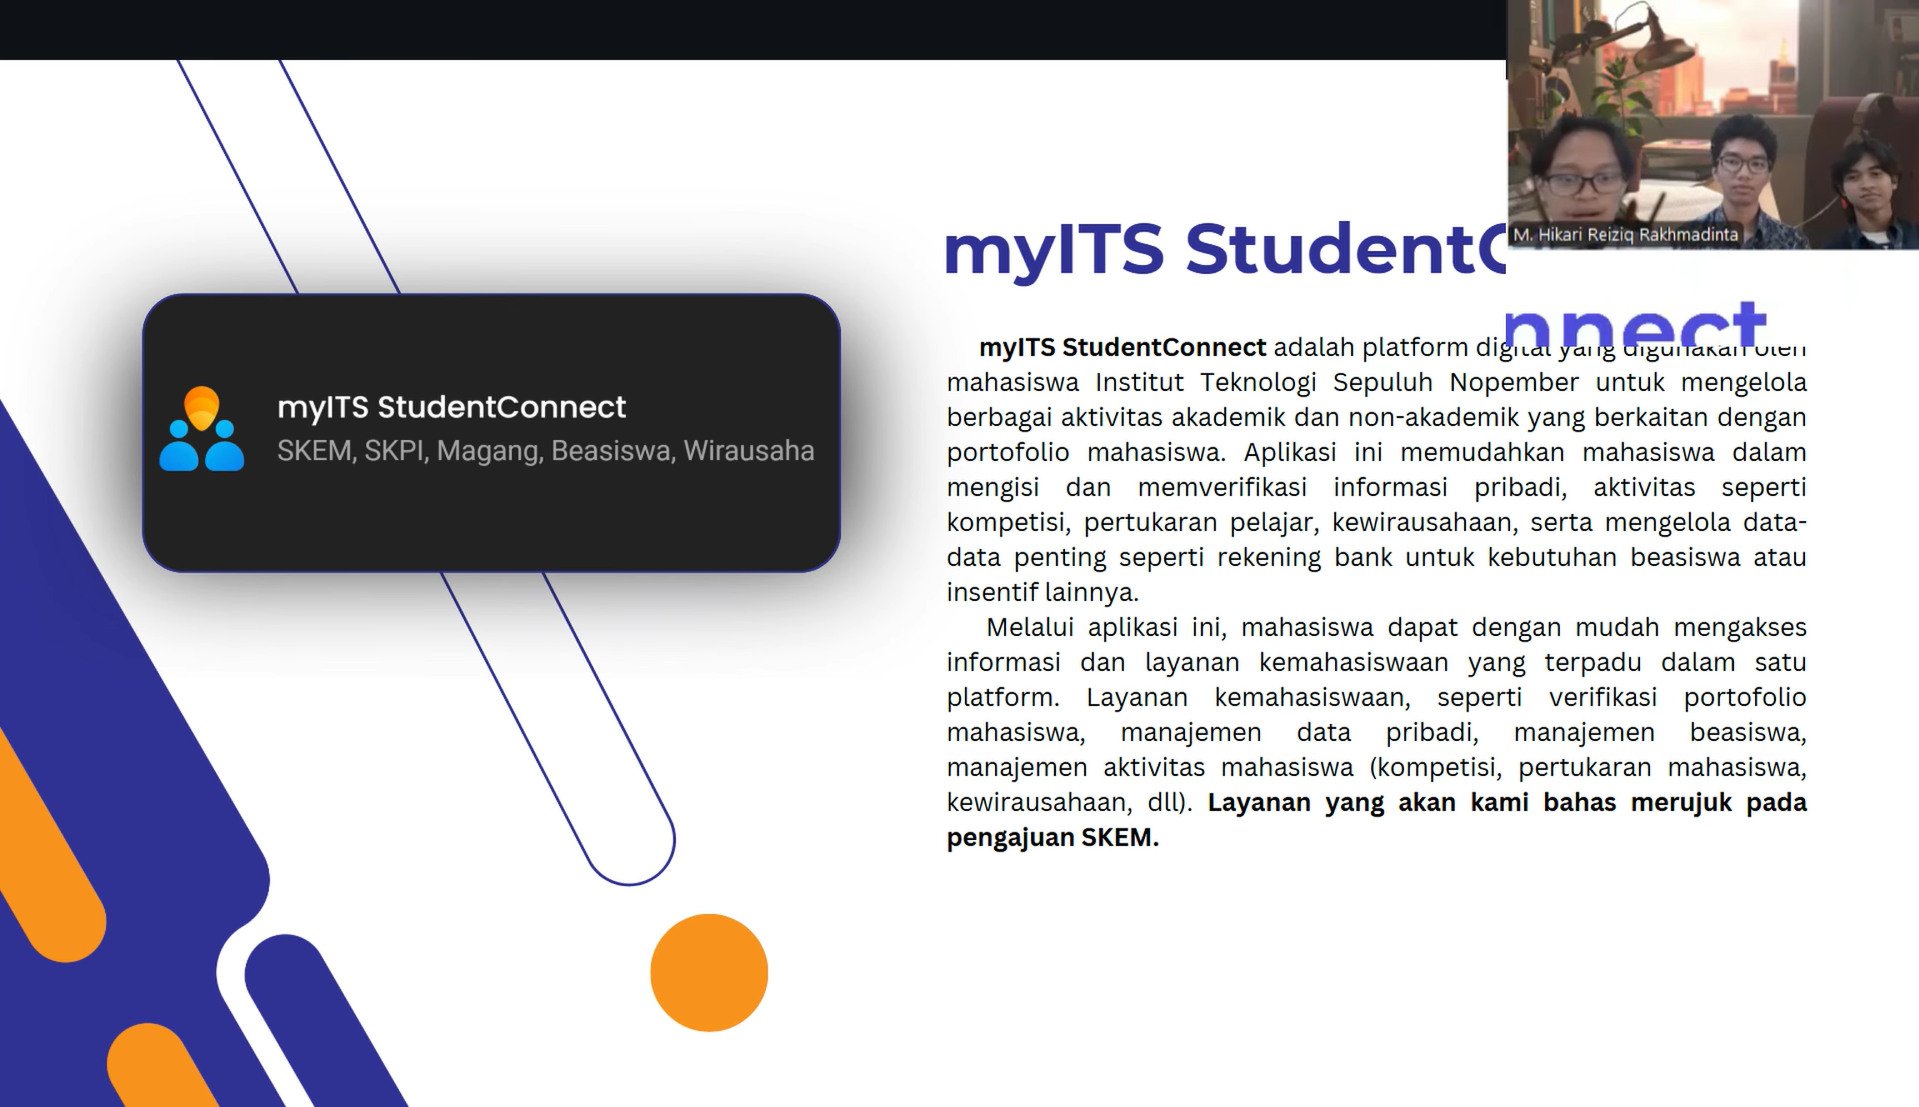 M. Hikari Reiziq Rakhmadinta
myITS StudentC
nnect
myITS StudentConnect
SKEM, SKPI, Magang, Beasiswa, Wirausaha
myITS StudentConnect adalah platform digital yang digunakan oleh
mahasiswa Institut Teknologi Sepuluh Nopember untuk mengelola
berbagai aktivitas akademik dan non-akademik yang berkaitan dengan
portofolio mahasiswa. Aplikasi ini memudahkan mahasiswa dalam
mengisi dan memverifikasi informasi pribadi, aktivitas seperti
kompetisi, pertukaran pelajar, kewirausahaan, serta mengelola data-
data penting seperti rekening bank untuk kebutuhan beasiswa atau
insentif lainnya.
Melalui aplikasi ini, mahasiswa dapat dengan mudah mengakses
informasi dan layanan kemahasiswaan yang terpadu dalam satu
platform. Layanan kemahasiswaan, seperti verifikasi portofolio
mahasiswa, manajemen data pribadi, manajemen beasiswa,
manajemen aktivitas mahasiswa (kompetisi, pertukaran mahasiswa,
kewirausahaan, dll). Layanan yang akan kami bahas merujuk pada
pengajuan SKEM.